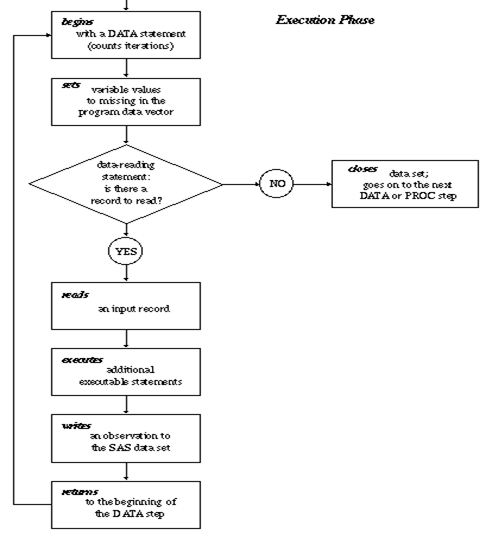 Execution Phase
begins
with a DATA statement
(counts iterations)
sets variable values
to missing in the
program data vector
data-reading
statement:
is there a
record to read?
NO
closes data set;
goes on to the next
DATA or PROC step
YES
reads
an input record
executes
additional
executable statements
writes
an observation to
the SAS data set
returns
to the beginning of
the DATA step